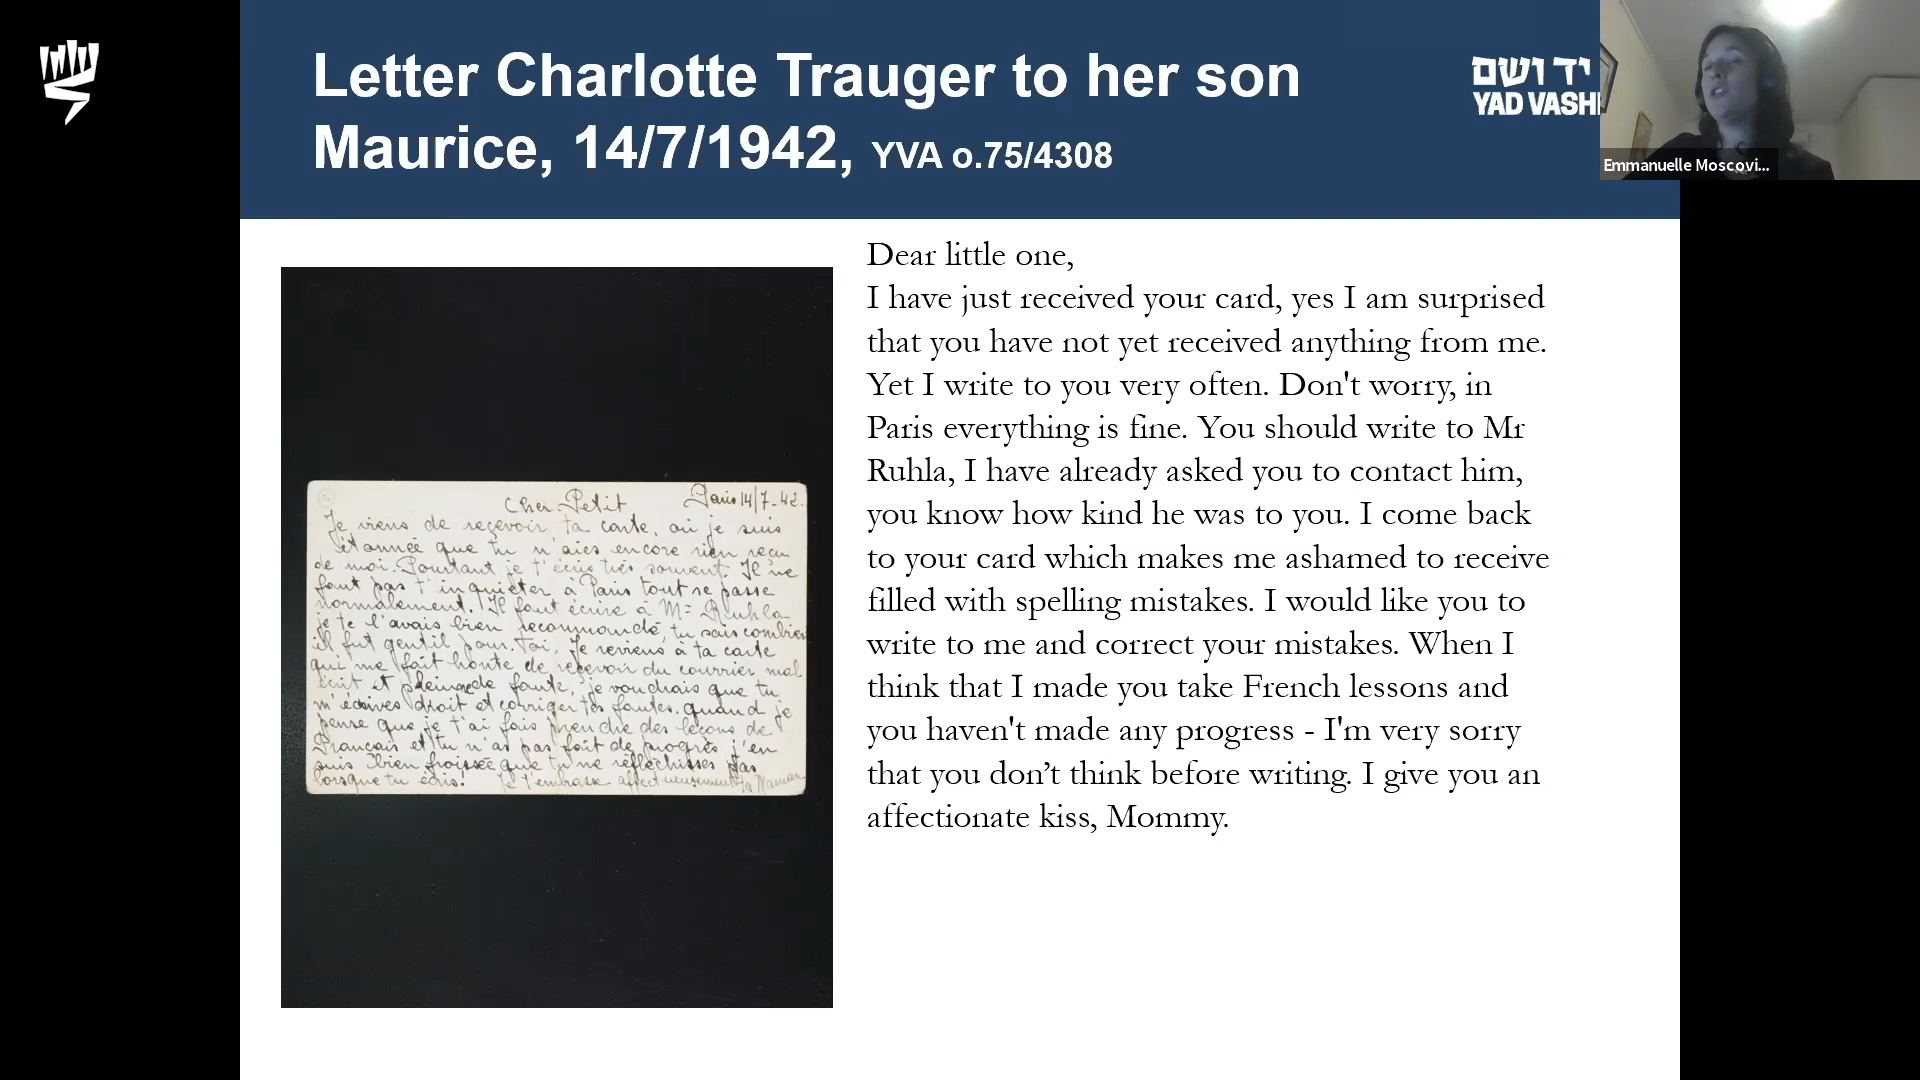 Letter Charlotte Trauger to her son
Maurice, 14/7/1942, YVA o.75/4308
יד ושם
YAD VASH
Emmanuelle Moscovi...
Paris 14/7-42.
Cher Petit
Je viens de reçevoir ta carte, oui je suis
étonnée que tu n'aies encore rien reçu
de moi. Pourtant je t'écris très souvent. Il ne
faut pas t'inquiéter à Paris tout se passe
normalement. Il faut écrire à Mr Ruhla
je te l'avais bien recommandé, tu sais combien
il fut gentil pour toi. Je reviens à ta carte
qui me fait honte de reçevoir du courrier mal
écrit et pleine de faute, je voudrais que tu
m'écrives droit et corriger tes fautes. quand je
pense que je t'ai fais prendre des leçons de
Français et tu n'as pas fait de progrès j'en
suis bien froissée que tu ne réfléchisses pas
lorsque tu écris! Je t'embrasse affectueusement ta Maman
Dear little one,
I have just received your card, yes I am surprised
that you have not yet received anything from me.
Yet I write to you very often. Don't worry, in
Paris everything is fine. You should write to Mr
Ruhla, I have already asked you to contact him,
you know how kind he was to you. I come back
to your card which makes me ashamed to receive
filled with spelling mistakes. I would like you to
write to me and correct your mistakes. When I
think that I made you take French lessons and
you haven't made any progress - I'm very sorry
that you don’t think before writing. I give you an
affectionate kiss, Mommy.